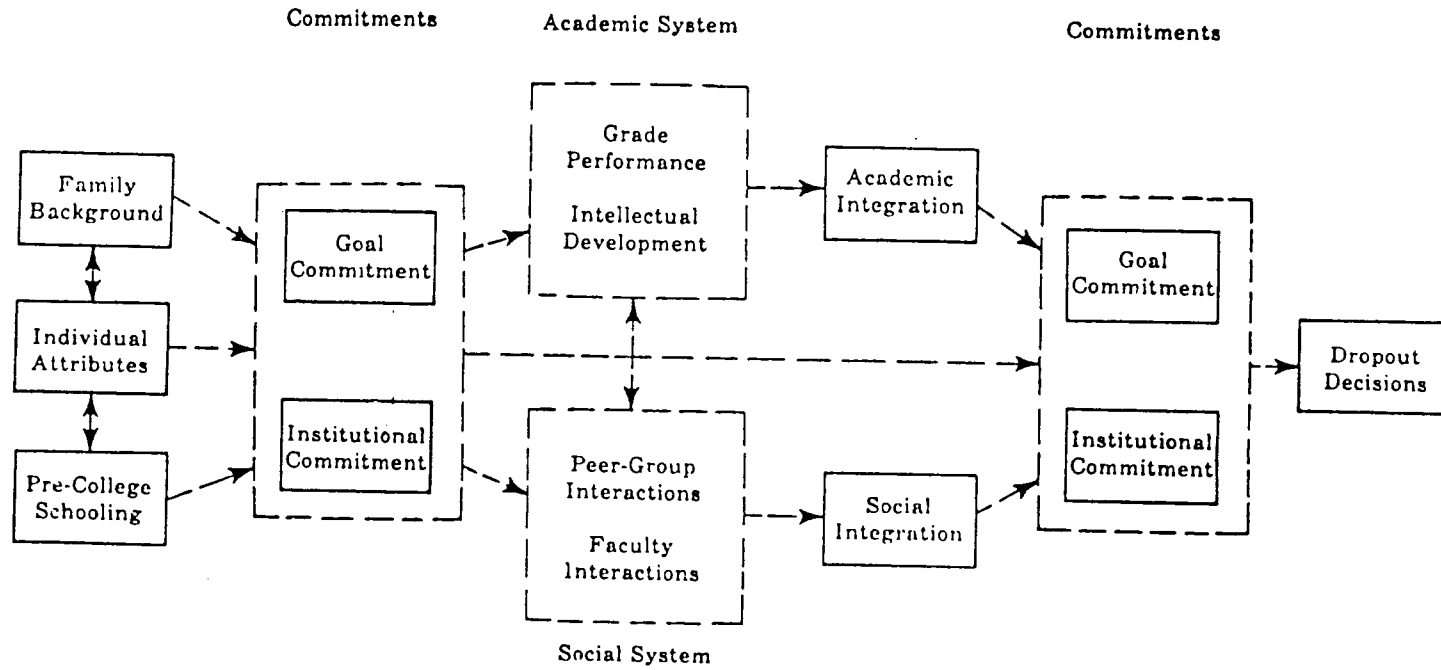 Commitments
Academic System
Commitments
Family
Background
Individual
Attributes
Pre-College
Schooling
Goal
Commitment
Institutional
Commitment
Grade
Performance
Intellectual
Development
Peer-Group
Interactions
Faculty
Interactions
Social System
Academic
Integration
Social
Integration
Goal
Commitment
Institutional
Commitment
Dropout
Decisions